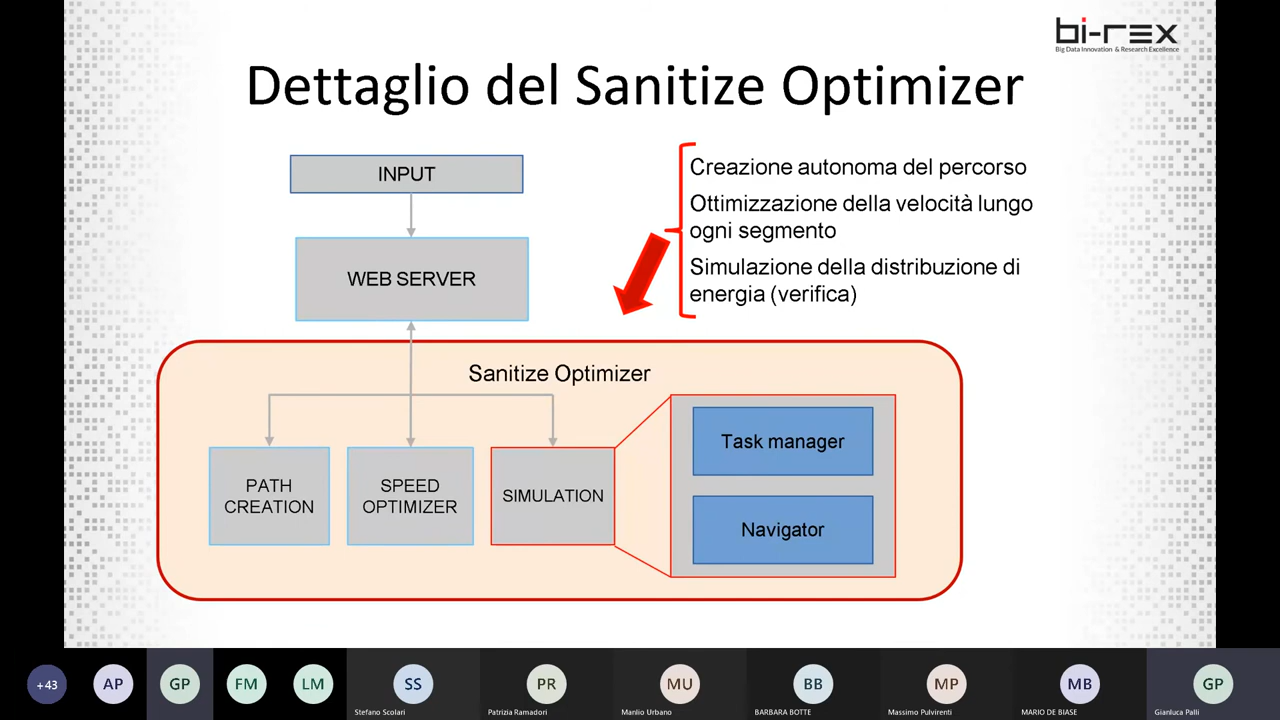 bi-rex
Big Data Innovation & Research Excellence
Dettaglio del Sanitize Optimizer
INPUT
WEB SERVER
Creazione autonoma del percorso
Ottimizzazione della velocità lungo
ogni segmento
Simulazione della distribuzione di
energia (verifica)
Sanitize Optimizer
PATH
CREATION
SPEED
OPTIMIZER
SIMULATION
Task manager
Navigator
+43
AP
GP
FM
LM
SS
Stefano Scolari
PR
Patrizia Ramadori
MU
Manlio Urbano
BB
BARBARA BOTTE
MP
Massimo Pulvirenti
MB
MARIO DE BIASE
GP
Gianluca Palli